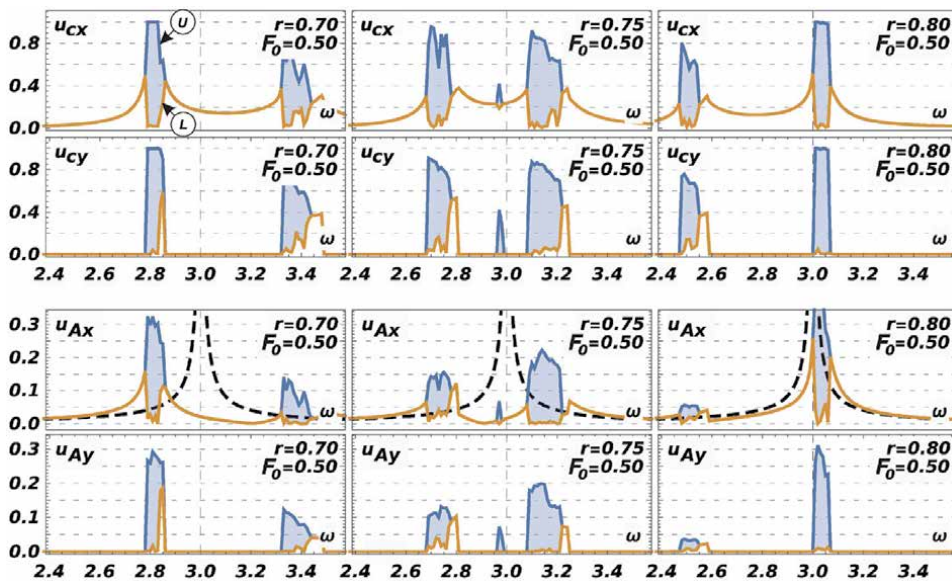 u_cx U r=0.70 u_cx r=0.75 u_cx r=0.80
0.8 F_0=0.50 F_0=0.50 F_0=0.50
0.4 ω ω ω
0.0 L
u_cy r=0.70 u_cy r=0.75 u_cy r=0.80
0.8 F_0=0.50 F_0=0.50 F_0=0.50
0.4 ω ω ω
0.0
2.4 2.6 2.8 3.0 3.2 3.4 2.4 2.6 2.8 3.0 3.2 3.4 2.4 2.6 2.8 3.0 3.2 3.4
0.3 u_Ax r=0.70 u_Ax r=0.75 u_Ax r=0.80
F_0=0.50 F_0=0.50 F_0=0.50
0.2
0.1 ω ω ω
0.0
0.3 u_Ay r=0.70 u_Ay r=0.75 u_Ay r=0.80
F_0=0.50 F_0=0.50 F_0=0.50
0.2
0.1 ω ω ω
0.0
2.4 2.6 2.8 3.0 3.2 3.4 2.4 2.6 2.8 3.0 3.2 3.4 2.4 2.6 2.8 3.0 3.2 3.4